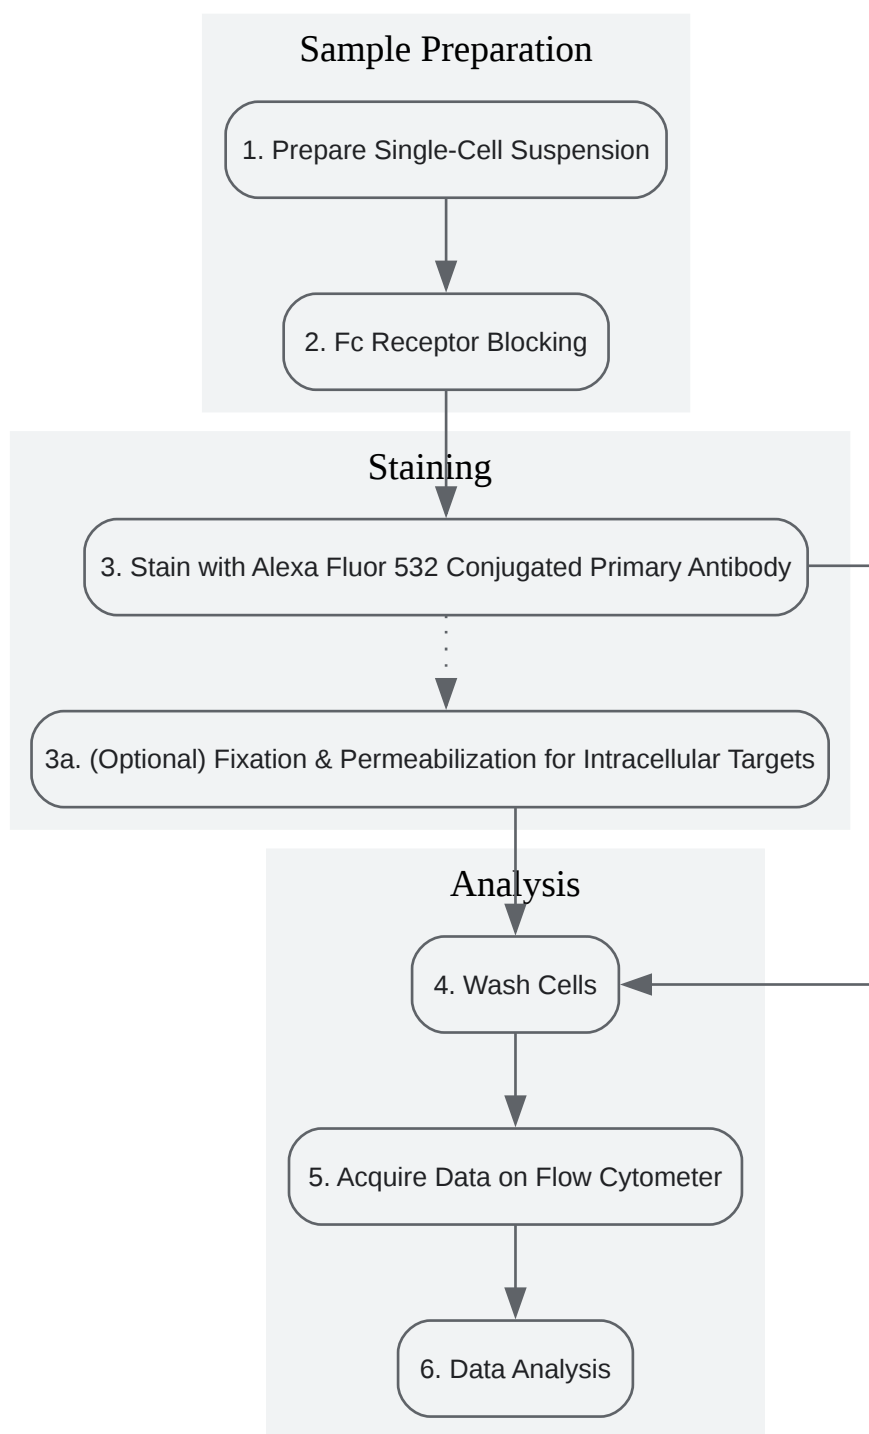 Sample Preparation
1. Prepare Single-Cell Suspension
2. Fc Receptor Blocking
Staining
3. Stain with Alexa Fluor 532 Conjugated Primary Antibody
3a. (Optional) Fixation & Permeabilization for Intracellular Targets
Analysis
4. Wash Cells
5. Acquire Data on Flow Cytometer
6. Data Analysis